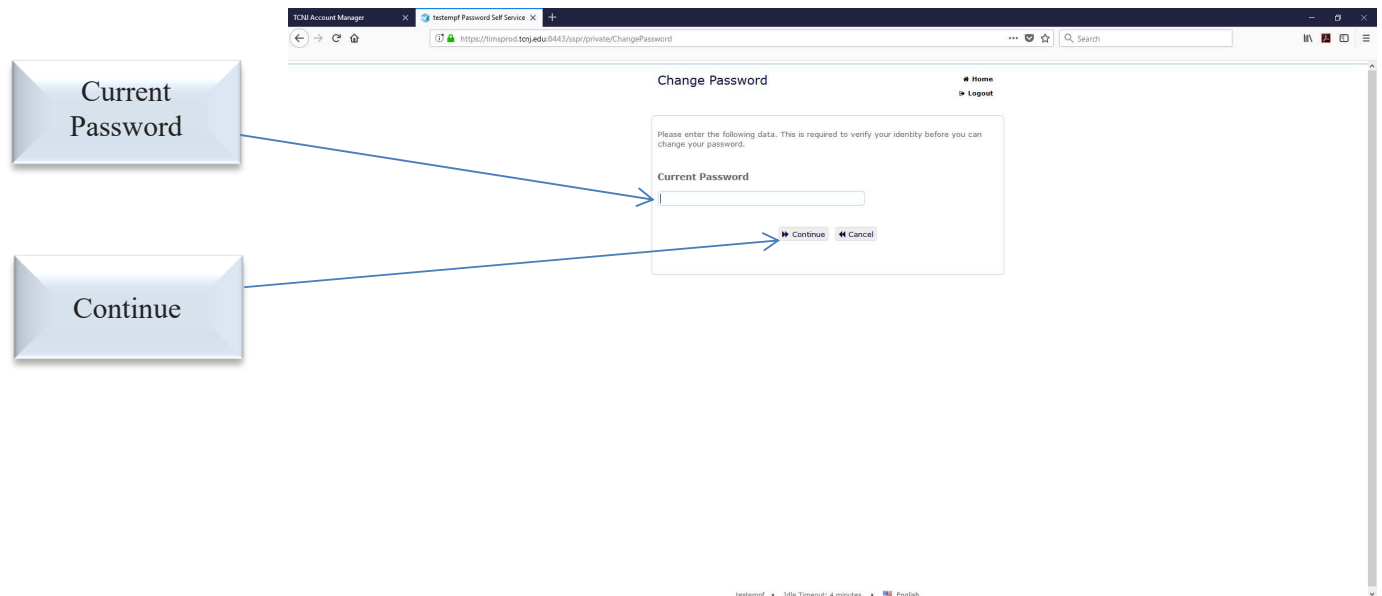 TCNJ Account Manager
testempf Password Self Service
https://timsprod.tcnj.edu:8443/sspr/private/ChangePassword
Search
Current
Password
Change Password
Home
Logout
Please enter the following data. This is required to verify your identity before you can
change your password.
Current Password
Continue
Cancel
Continue
testempf • Idle Timeout: 4 minutes • English